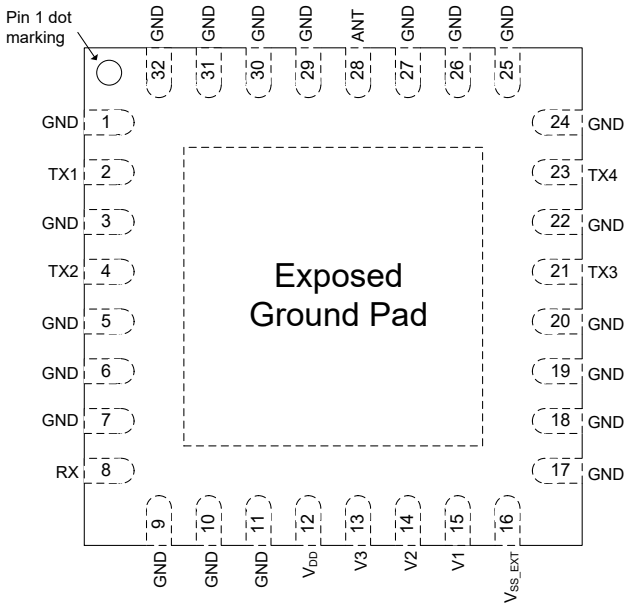 Pin 1 dot
marking
GND
GND
GND
GND
ANT
GND
GND
GND
32
31
30
29
28
27
26
25
GND 1
24 GND
TX1 2
23 TX4
GND 3
22 GND
TX2 4
21 TX3
Exposed
Ground Pad
GND 5
20 GND
GND 6
19 GND
GND 7
18 GND
RX 8
17 GND
9
10
11
12
13
14
15
16
GND
GND
GND
VDD
V3
V2
V1
VSS_EXT